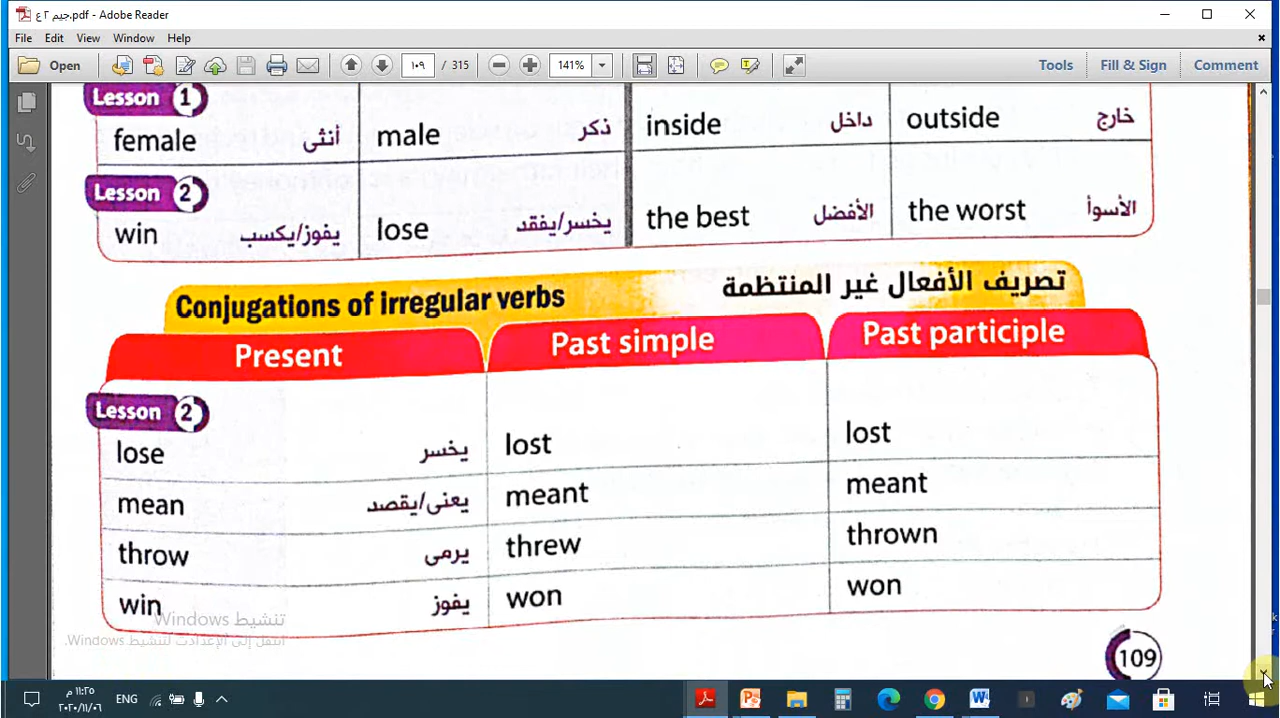 جيم ٢ ع.pdf - Adobe Reader
File Edit View Window Help
Open ١٠٩ / 315 141% Tools Fill & Sign Comment
Lesson 1
female أنثى male ذكر inside داخل outside خارج
Lesson 2
win يفوز/يكسب lose يخسر/يفقد the best الأفضل the worst الأسوأ
Conjugations of irregular verbs تصريف الأفعال غير المنتظمة
Present Past simple Past participle
Lesson 2
lose يخسر lost lost
mean يعنى/يقصد meant meant
throw يرمى threw thrown
win يفوز won won
تنشيط Windows
انتقل إلى الإعدادات لتنشيط Windows.
109
ENG ١١:٢٥ م
٢٠٢٠/١١/٠٦